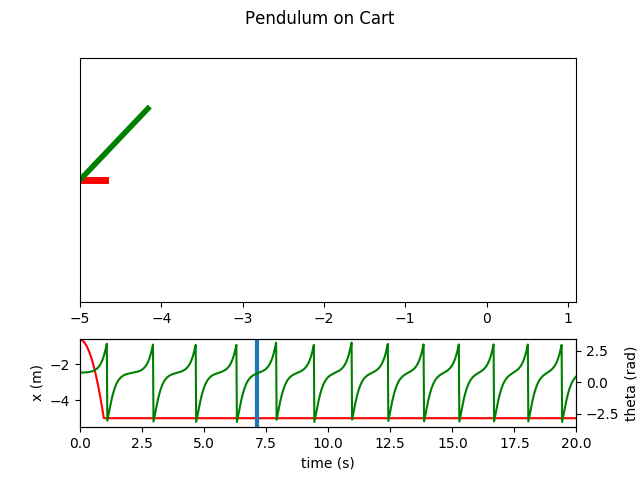 Pendulum on Cart
−5 −4 −3 −2 −1 0 1
−2
−4
x (m)
2.5
0.0
−2.5
theta (rad)
0.0 2.5 5.0 7.5 10.0 12.5 15.0 17.5 20.0
time (s)